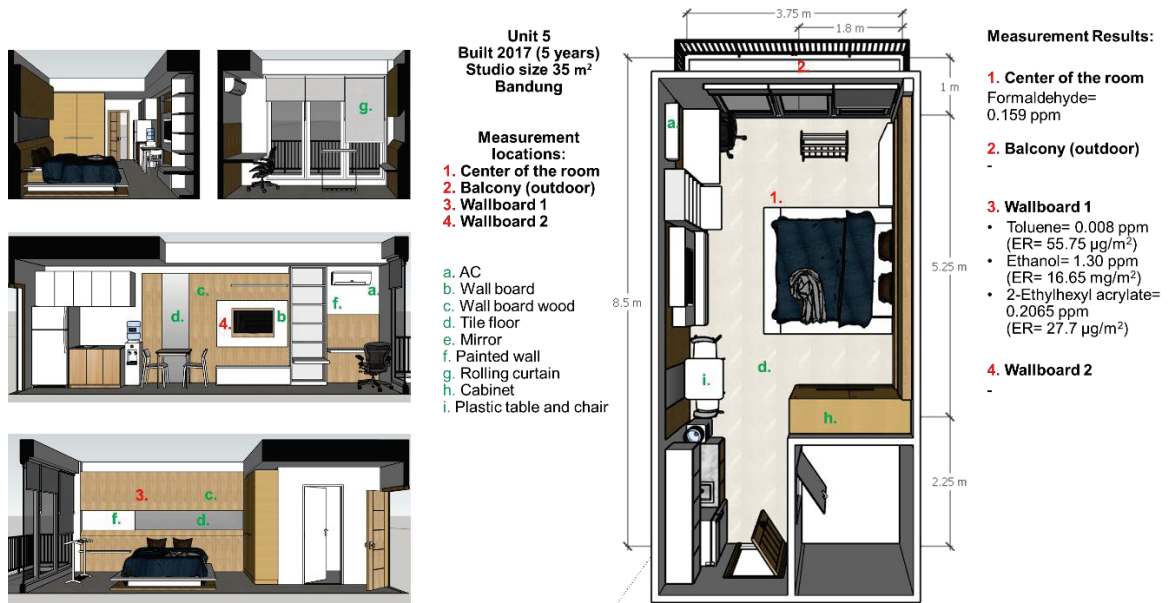 Unit 5
Built 2017 (5 years)
Studio size 35 m²
Bandung
Measurement
locations:
1. Center of the room
2. Balcony (outdoor)
3. Wallboard 1
4. Wallboard 2
a. AC
b. Wall board
c. Wall board wood
d. Tile floor
e. Mirror
f. Painted wall
g. Rolling curtain
h. Cabinet
i. Plastic table and chair
g.
c.
a.
f.
d.
4.
b
3.
c.
f.
d.
3.75 m
1.8 m
2.
1 m
a.
1.
5.25 m
8.5 m
i.
d.
h.
2.25 m
Measurement Results:
1. Center of the room
Formaldehyde=
0.159 ppm
2. Balcony (outdoor)
-
3. Wallboard 1
• Toluene= 0.008 ppm
(ER= 55.75 µg/m²)
• Ethanol= 1.30 ppm
(ER= 16.65 mg/m²)
• 2-Ethylhexyl acrylate=
0.2065 ppm
(ER= 27.7 µg/m²)
4. Wallboard 2
-